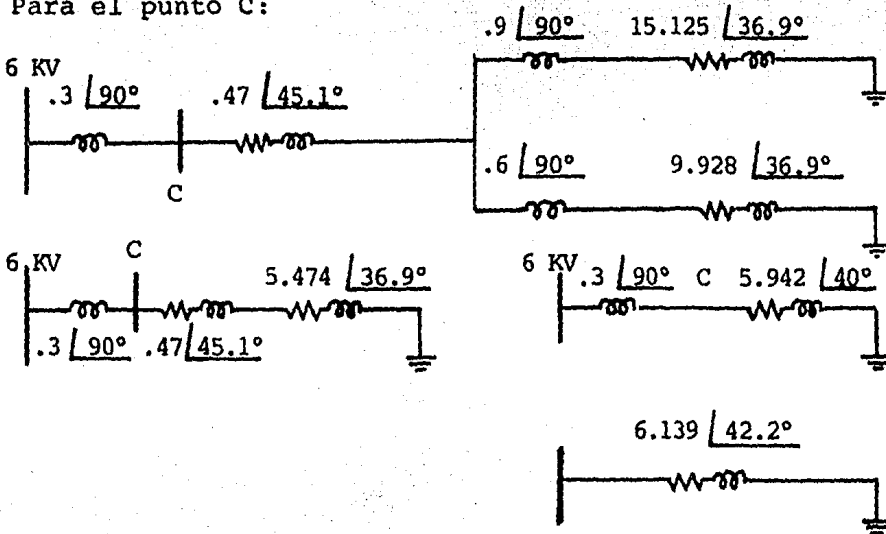 Para el punto C:
.9 ∠90° 15.125 ∠36.9°
6 KV
.3 ∠90° .47 ∠45.1°
C
.6 ∠90° 9.928 ∠36.9°
6 KV C
5.474 ∠36.9°
.3 ∠90° .47∠45.1°
6 KV .3 ∠90° C 5.942 ∠40°
6.139 ∠42.2°